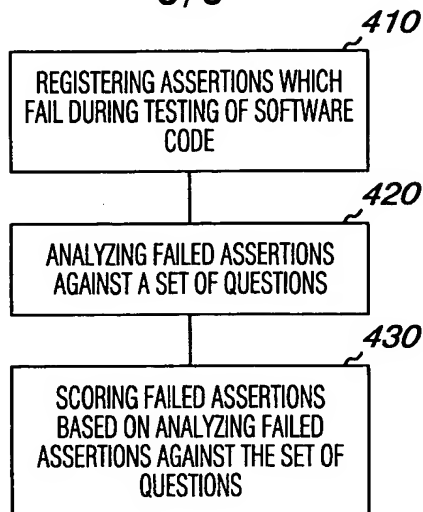 410
REGISTERING ASSERTIONS WHICH
FAIL DURING TESTING OF SOFTWARE
CODE
420
ANALYZING FAILED ASSERTIONS
AGAINST A SET OF QUESTIONS
430
SCORING FAILED ASSERTIONS
BASED ON ANALYZING FAILED
ASSERTIONS AGAINST THE SET OF
QUESTIONS